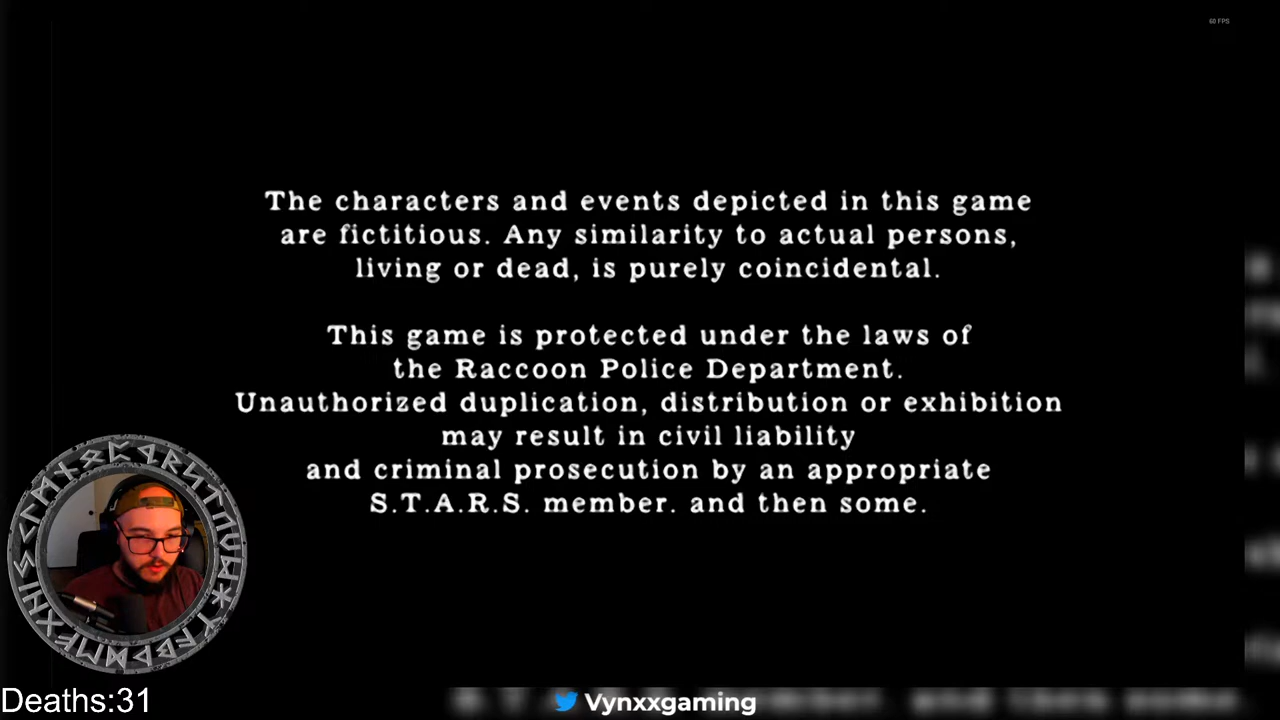 60 FPS
The characters and events depicted in this game
are fictitious. Any similarity to actual persons,
living or dead, is purely coincidental.
This game is protected under the laws of
the Raccoon Police Department.
Unauthorized duplication, distribution or exhibition
may result in civil liability
and criminal prosecution by an appropriate
S.T.A.R.S. member. and then some.
Deaths:31
Vynxxgaming